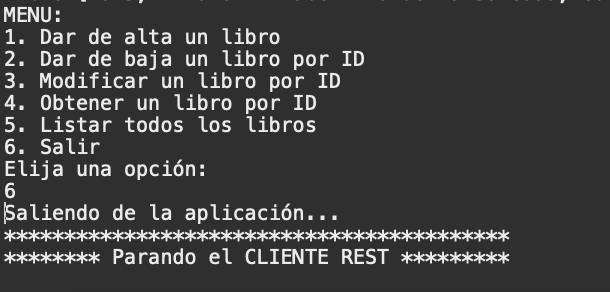 MENU:
1. Dar de alta un libro
2. Dar de baja un libro por ID
3. Modificar un libro por ID
4. Obtener un libro por ID
5. Listar todos los libros
6. Salir
Elija una opción:
6
Saliendo de la aplicación...
******************************************
******** Parando el CLIENTE REST *********